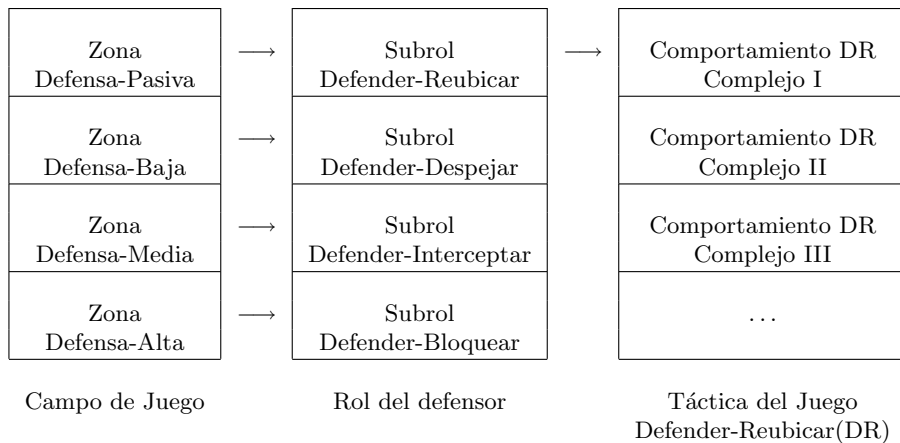 Zona ⟶ Subrol ⟶ Comportamiento DR
Defensa-Pasiva Defender-Reubicar Complejo I
Zona ⟶ Subrol Comportamiento DR
Defensa-Baja Defender-Despejar Complejo II
Zona ⟶ Subrol Comportamiento DR
Defensa-Media Defender-Interceptar Complejo III
Zona ⟶ Subrol ...
Defensa-Alta Defender-Bloquear
Campo de Juego Rol del defensor Táctica del Juego
Defender-Reubicar(DR)